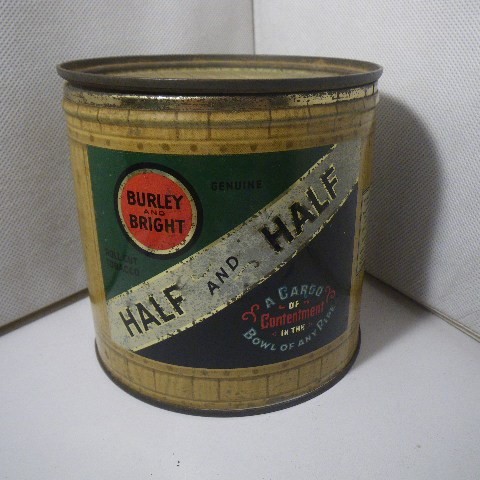 BURLEY
AND
BRIGHT
GENUINE
HALF AND HALF
A CARGO
OF
Contentment
IN THE
BOWL OF ANY PIPE